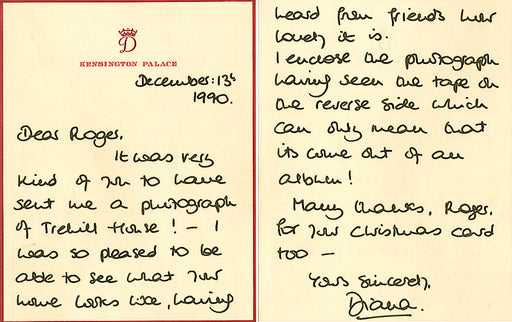 D
KENSINGTON PALACE
December: 13th
1990.
Dear Roger,
It was very
kind of you to have
sent me a photograph
of Trehill House! - I
was so pleased to be
able to see what your
home looks like, having
heard from friends how
lovely it is.
I enclose the photograph
having seen the tape on
the reverse side which
can only mean that
its come out of an
album!
Many thanks, Roger,
for your Christmas card
too -
Yours sincerely,
Diana.